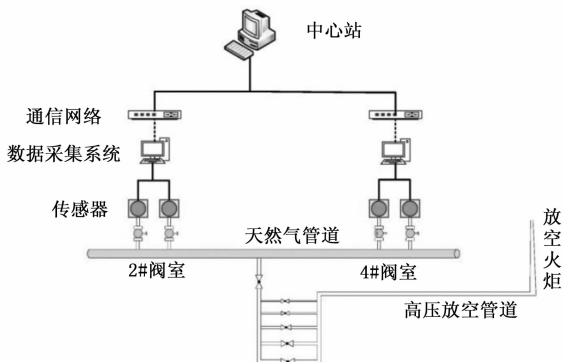 中心站
通信网络
数据采集系统
传感器
天然气管道
2#阀室
4#阀室
放空火炬
高压放空管道